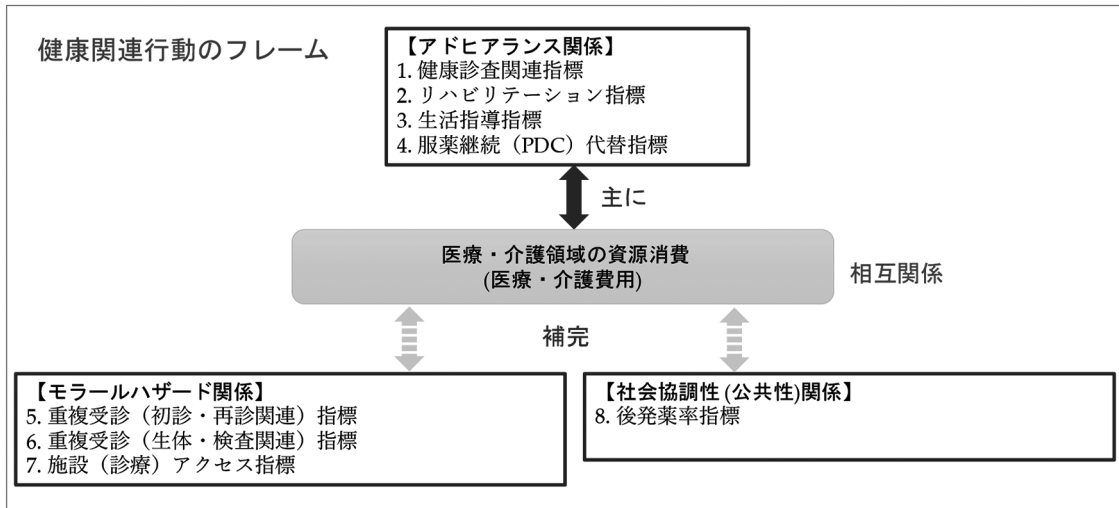 健康関連行動のフレーム
【アドヒアランス関係】
1. 健康診査関連指標
2. リハビリテーション指標
3. 生活指導指標
4. 服薬継続（PDC）代替指標
主に
医療・介護領域の資源消費
(医療・介護費用)
相互関係
補完
【モラールハザード関係】
5. 重複受診（初診・再診関連）指標
6. 重複受診（生体・検査関連）指標
7. 施設（診療）アクセス指標
【社会協調性 (公共性)関係】
8. 後発薬率指標